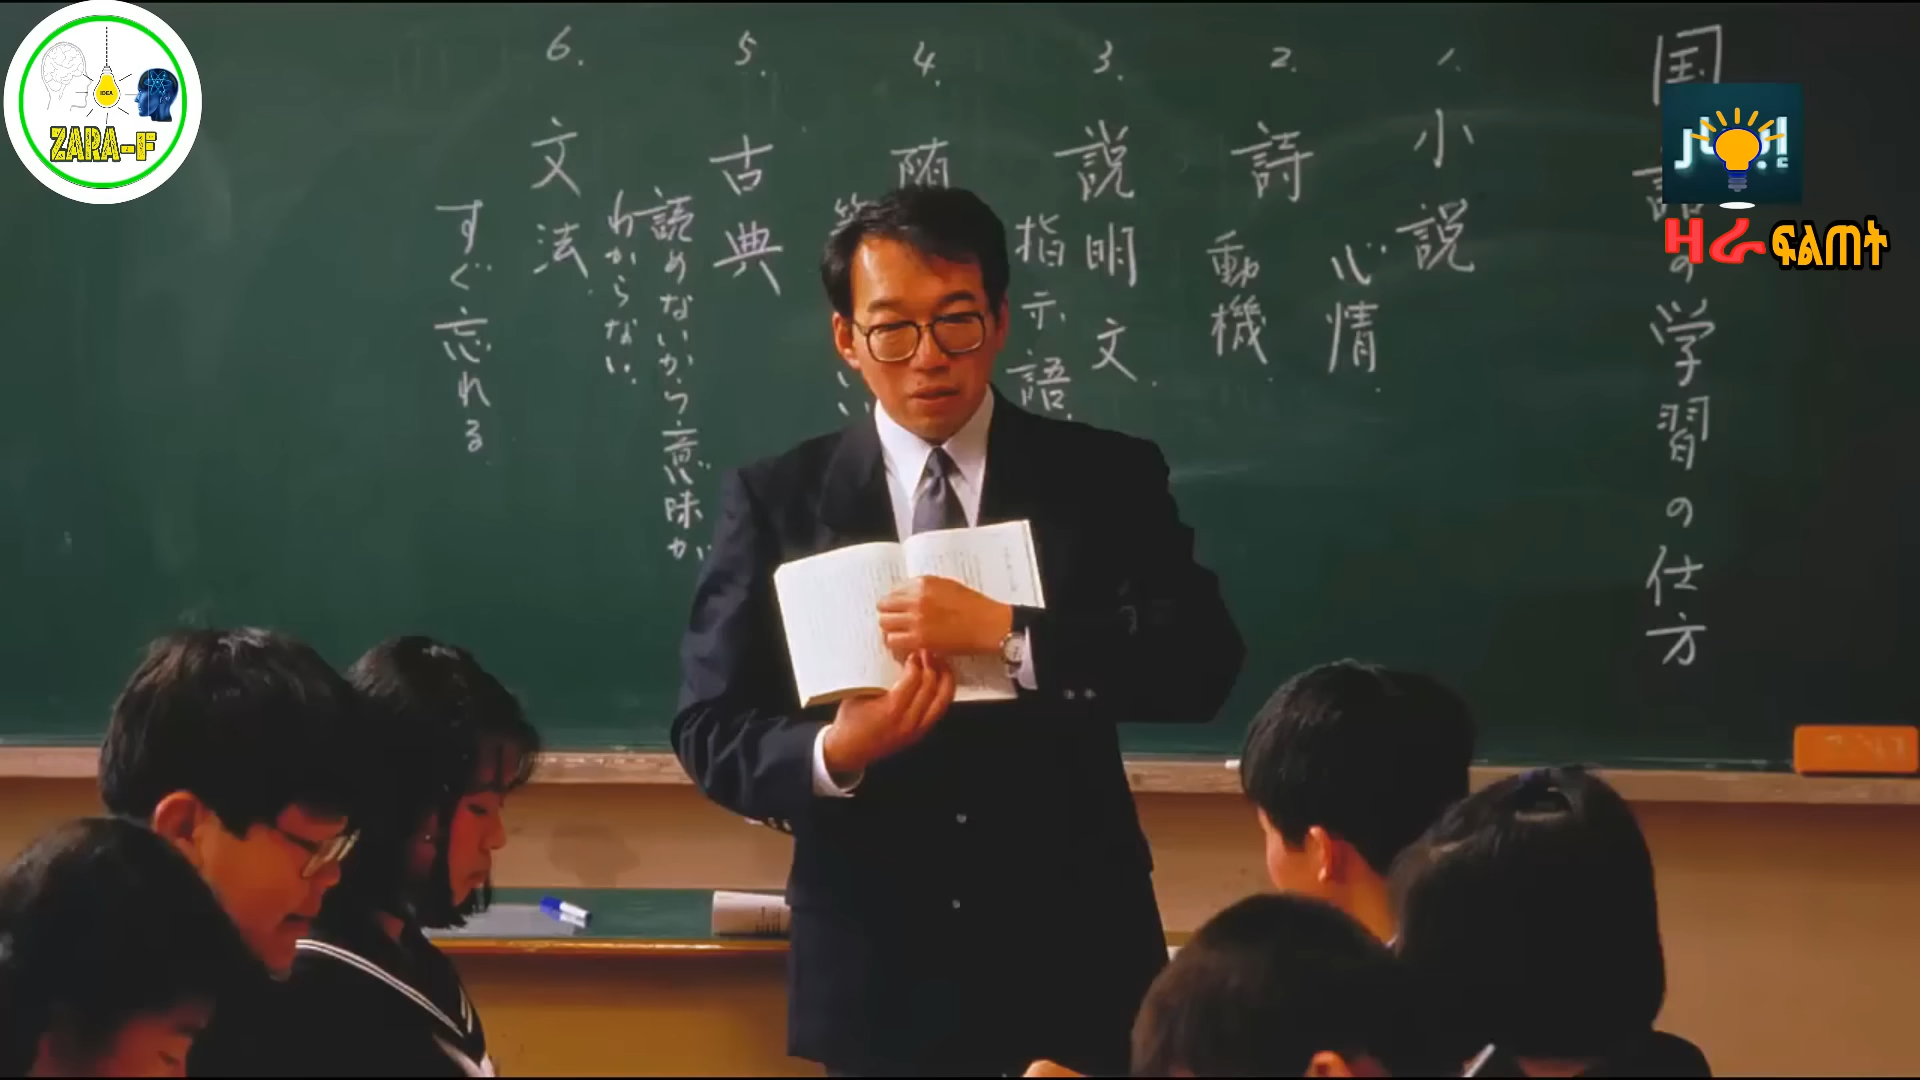 国語の学習の仕方
1.
小説
心情
2.
詩
動機
3.
説明文
指示語
4.
随
5.
古典
読めないから意味が
わからない
6.
文法
すぐ忘れる
IDEA
ZARA-F
ዛራ ፍልጠት